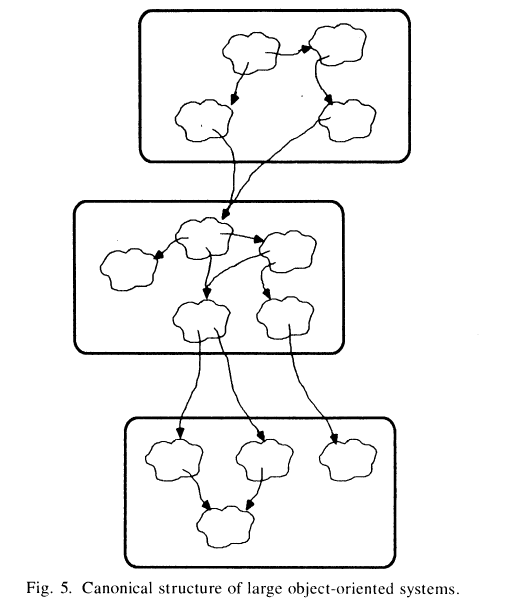 Fig. 5. Canonical structure of large object-oriented systems.